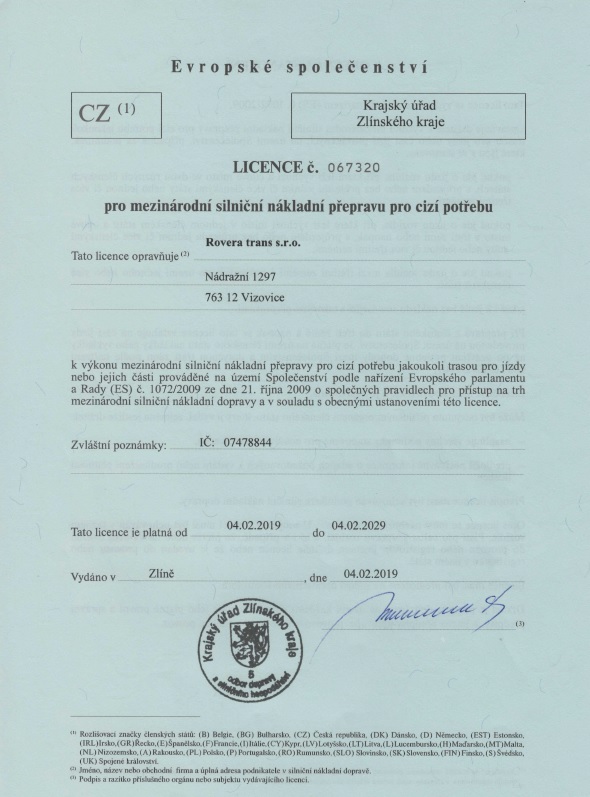 Evropské společenství
CZ (1)
Krajský úřad
Zlínského kraje
LICENCE č. 067320
pro mezinárodní silniční nákladní přepravu pro cizí potřebu
Rovera trans s.r.o.
Tato licence opravňuje (2)
Nádražní 1297
763 12 Vizovice
k výkonu mezinárodní silniční nákladní přepravy pro cizí potřebu jakoukoli trasou pro jízdy
nebo jejich části prováděné na území Společenství podle nařízení Evropského parlamentu
a Rady (ES) č. 1072/2009 ze dne 21. října 2009 o společných pravidlech pro přístup na trh
mezinárodní silniční nákladní dopravy a v souladu s obecnými ustanoveními této licence.
Zvláštní poznámky: IČ: 07478844
Tato licence je platná od 04.02.2019 do 04.02.2029
Vydáno v Zlíně , dne 04.02.2019
(3)
Krajský úřad Zlínského kraje
5
odbor dopravy
a silničního hospodářství
(1) Rozlišovací značky členských států: (B) Belgie, (BG) Bulharsko, (CZ) Česká republika, (DK) Dánsko, (D) Německo, (EST) Estonsko,
(IRL)Irsko,(GR)Řecko,(E)Španělsko,(F)Francie,(I)Itálie,(CY)Kypr,(LV)Lotyšsko,(LT)Litva,(L)Lucembursko,(H)Maďarsko,(MT)Malta,
(NL)Nizozemsko,(A)Rakousko,(PL)Polsko,(P)Portugalsko,(RO)Rumunsko,(SLO)Slovinsko,(SK)Slovensko,(FIN)Finsko,(S)Švédsko,
(UK) Spojené království.
(2) Jméno, název nebo obchodní firma a úplná adresa podnikatele v silniční nákladní dopravě.
(3) Podpis a razítko příslušného orgánu nebo subjektu vydávajícího licenci.